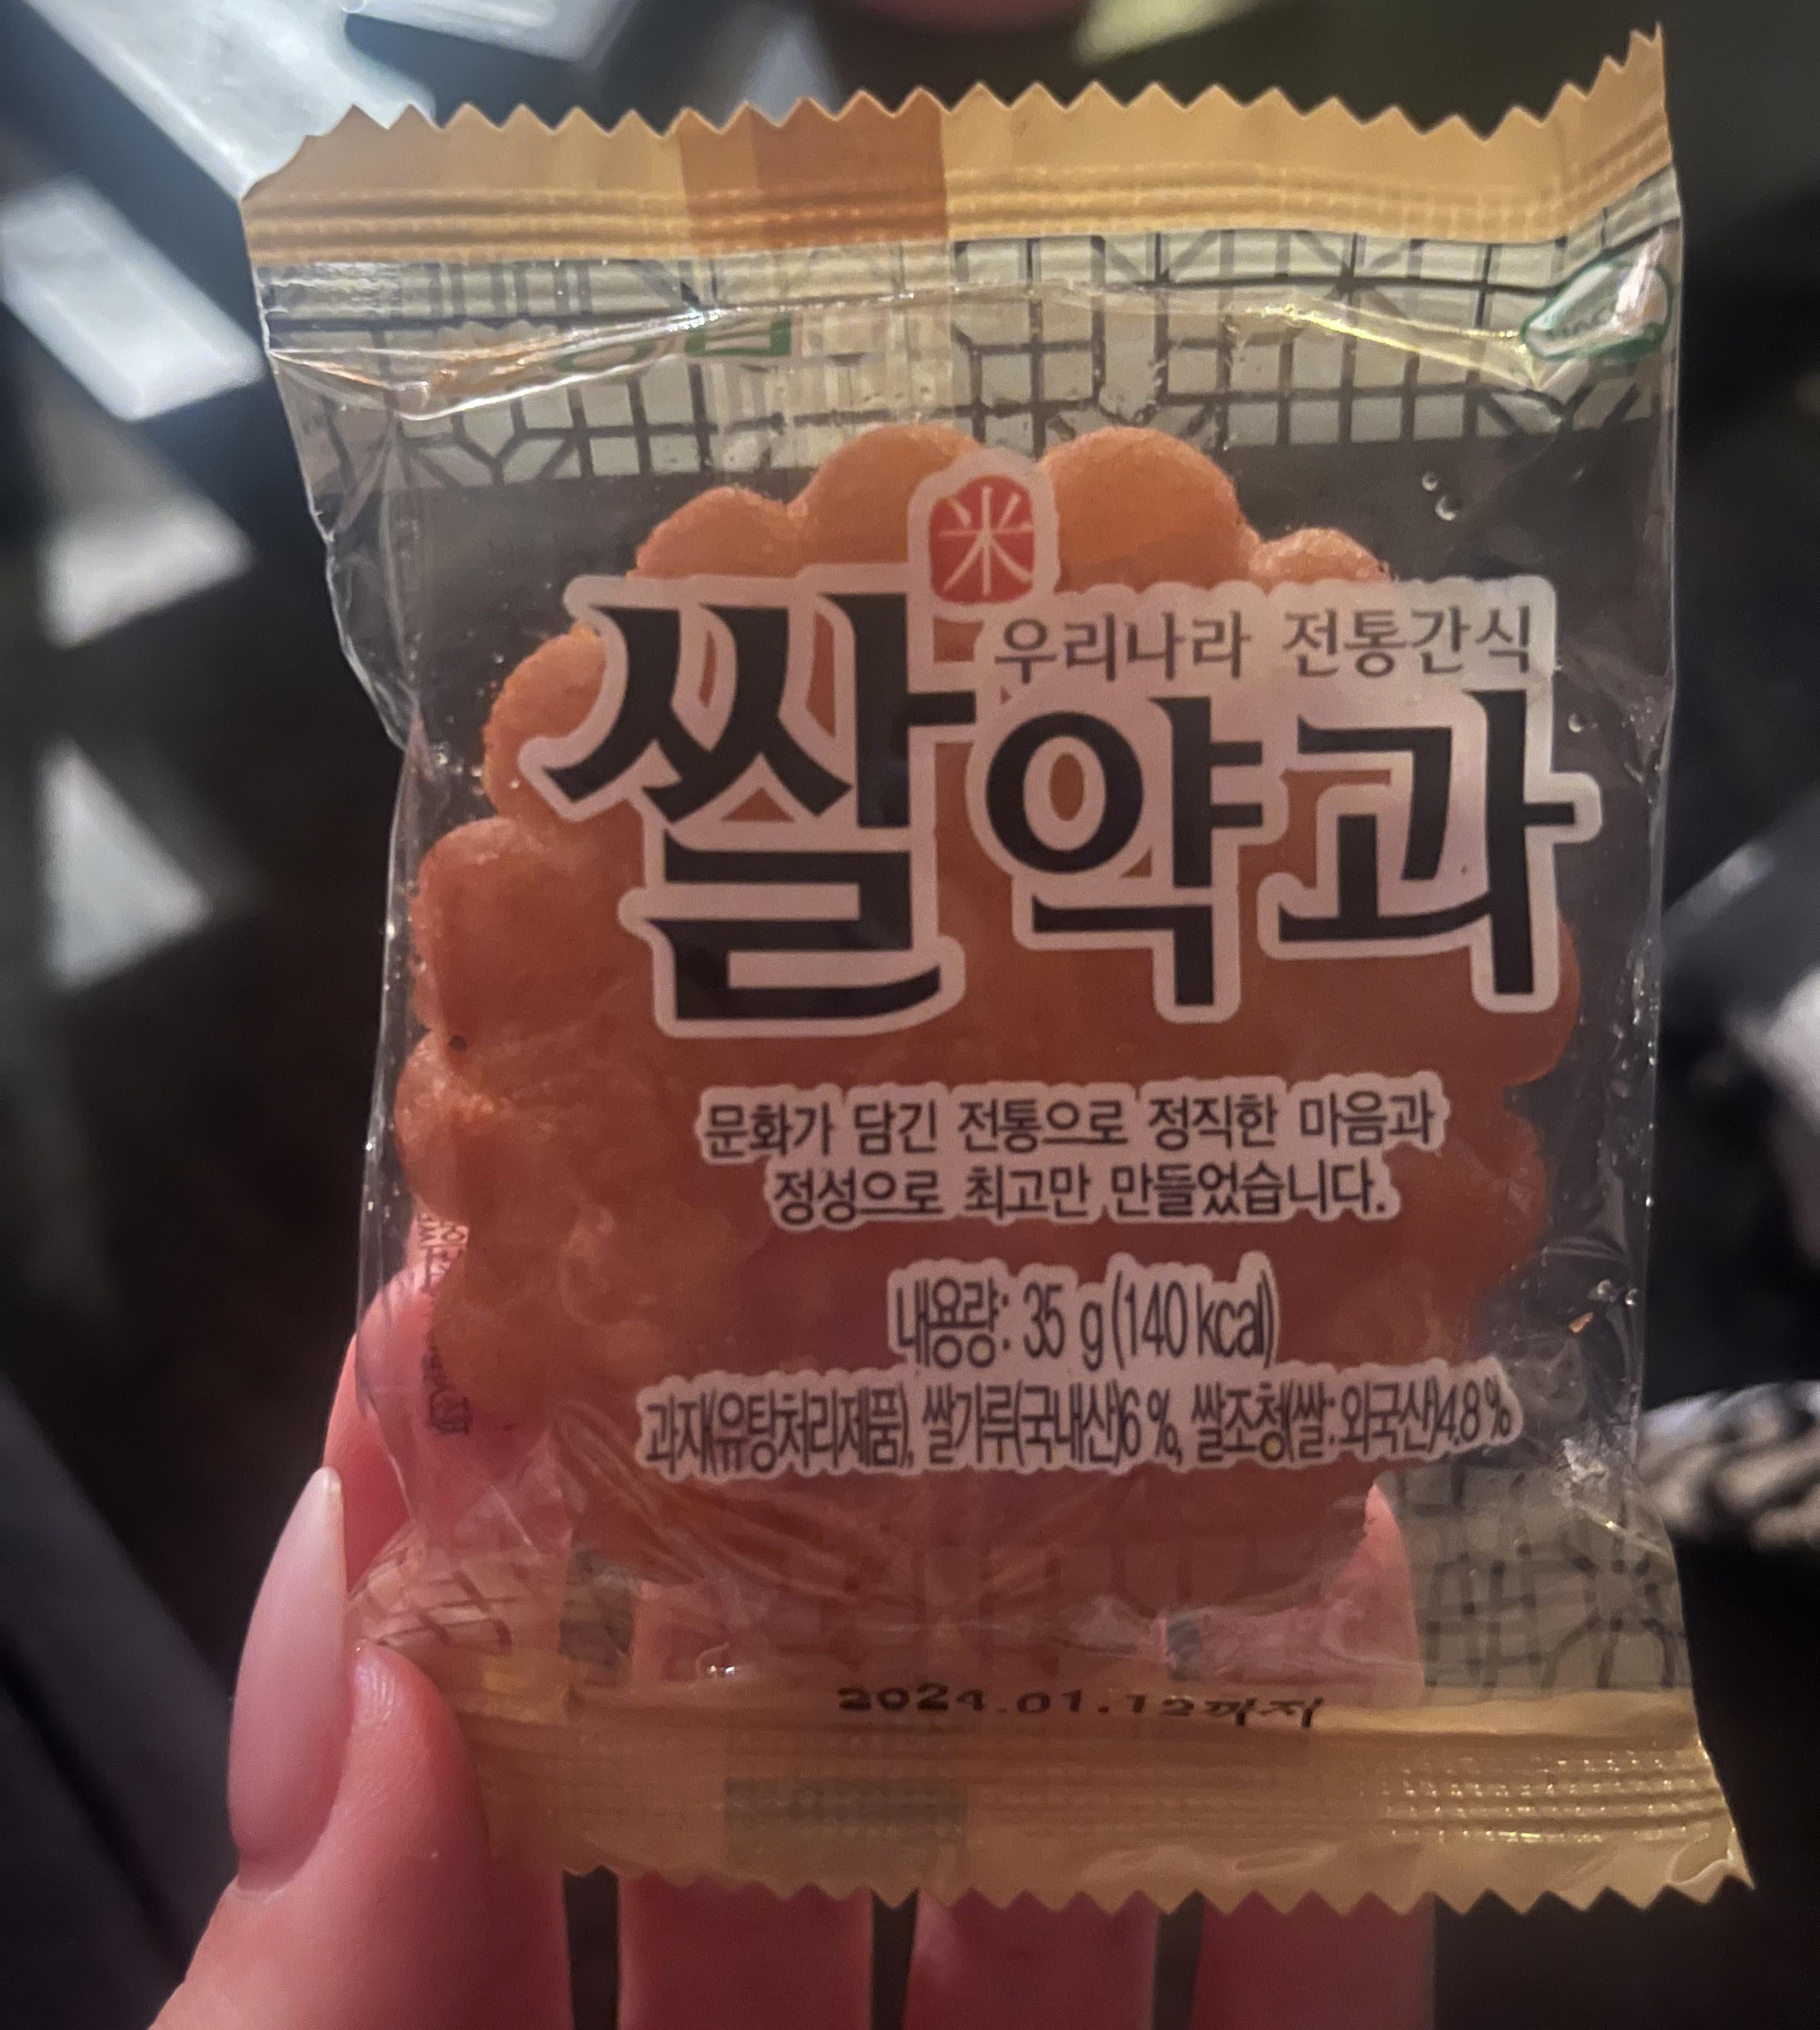 米
우리나라 전통간식
쌀약과
문화가 담긴 전통으로 정직한 마음과
정성으로 최고만 만들었습니다.
내용량: 35 g (140 kcal)
과자(유탕처리제품), 쌀가루(국내산)6 %, 쌀조청(쌀: 외국산)4.8 %
2024.01.12까지